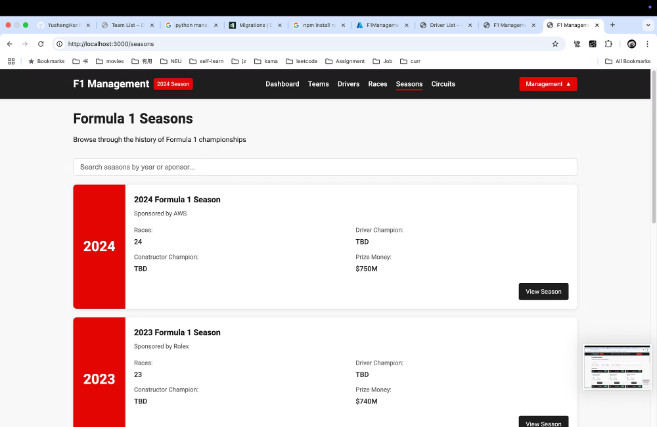 YushengKer
Team List –
python mana
Migrations |
npm install n
F1Manageme
Driver List –
F1 Managem
F1 Managem
http://localhost:3000/seasons
Bookmarks
movies
有用
NEU
self-learn
jz
kama
leetcode
Assignment
Job
curr
All Bookmarks
F1 Management
2024 Season
Dashboard
Teams
Drivers
Races
Seasons
Circuits
Management ▲
Formula 1 Seasons
Browse through the history of Formula 1 championships
Search seasons by year or sponsor...
2024
2024 Formula 1 Season
Sponsored by AWS
Races:
Driver Champion:
24
TBD
Constructor Champion:
Prize Money:
TBD
$750M
View Season
2023
2023 Formula 1 Season
Sponsored by Rolex
Races:
Driver Champion:
23
TBD
Constructor Champion:
Prize Money:
TBD
$740M
View Season